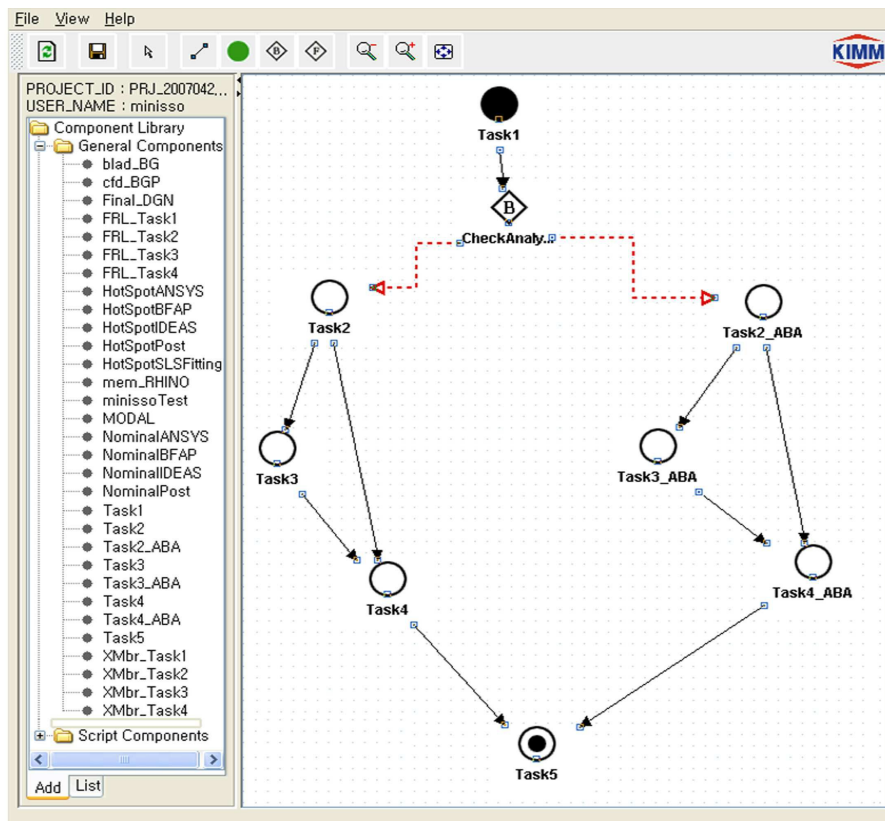 File View Help
B F
KIMM
PROJECT_ID : PRJ_2007042...
USER_NAME : minisso
Component Library
General Components
blad_BG
cfd_BGP
Final_DGN
FRL_Task1
FRL_Task2
FRL_Task3
FRL_Task4
HotSpotANSYS
HotSpotBFAP
HotSpotIDEAS
HotSpotPost
HotSpotSLSFitting
mem_RHINO
minissoTest
MODAL
NominalANSYS
NominalBFAP
NominalIDEAS
NominalPost
Task1
Task2
Task2_ABA
Task3
Task3_ABA
Task4
Task4_ABA
Task5
XMbr_Task1
XMbr_Task2
XMbr_Task3
XMbr_Task4
Script Components
Add List
Task1
B
CheckAnaly...
Task2
Task2_ABA
Task3
Task3_ABA
Task4
Task4_ABA
Task5